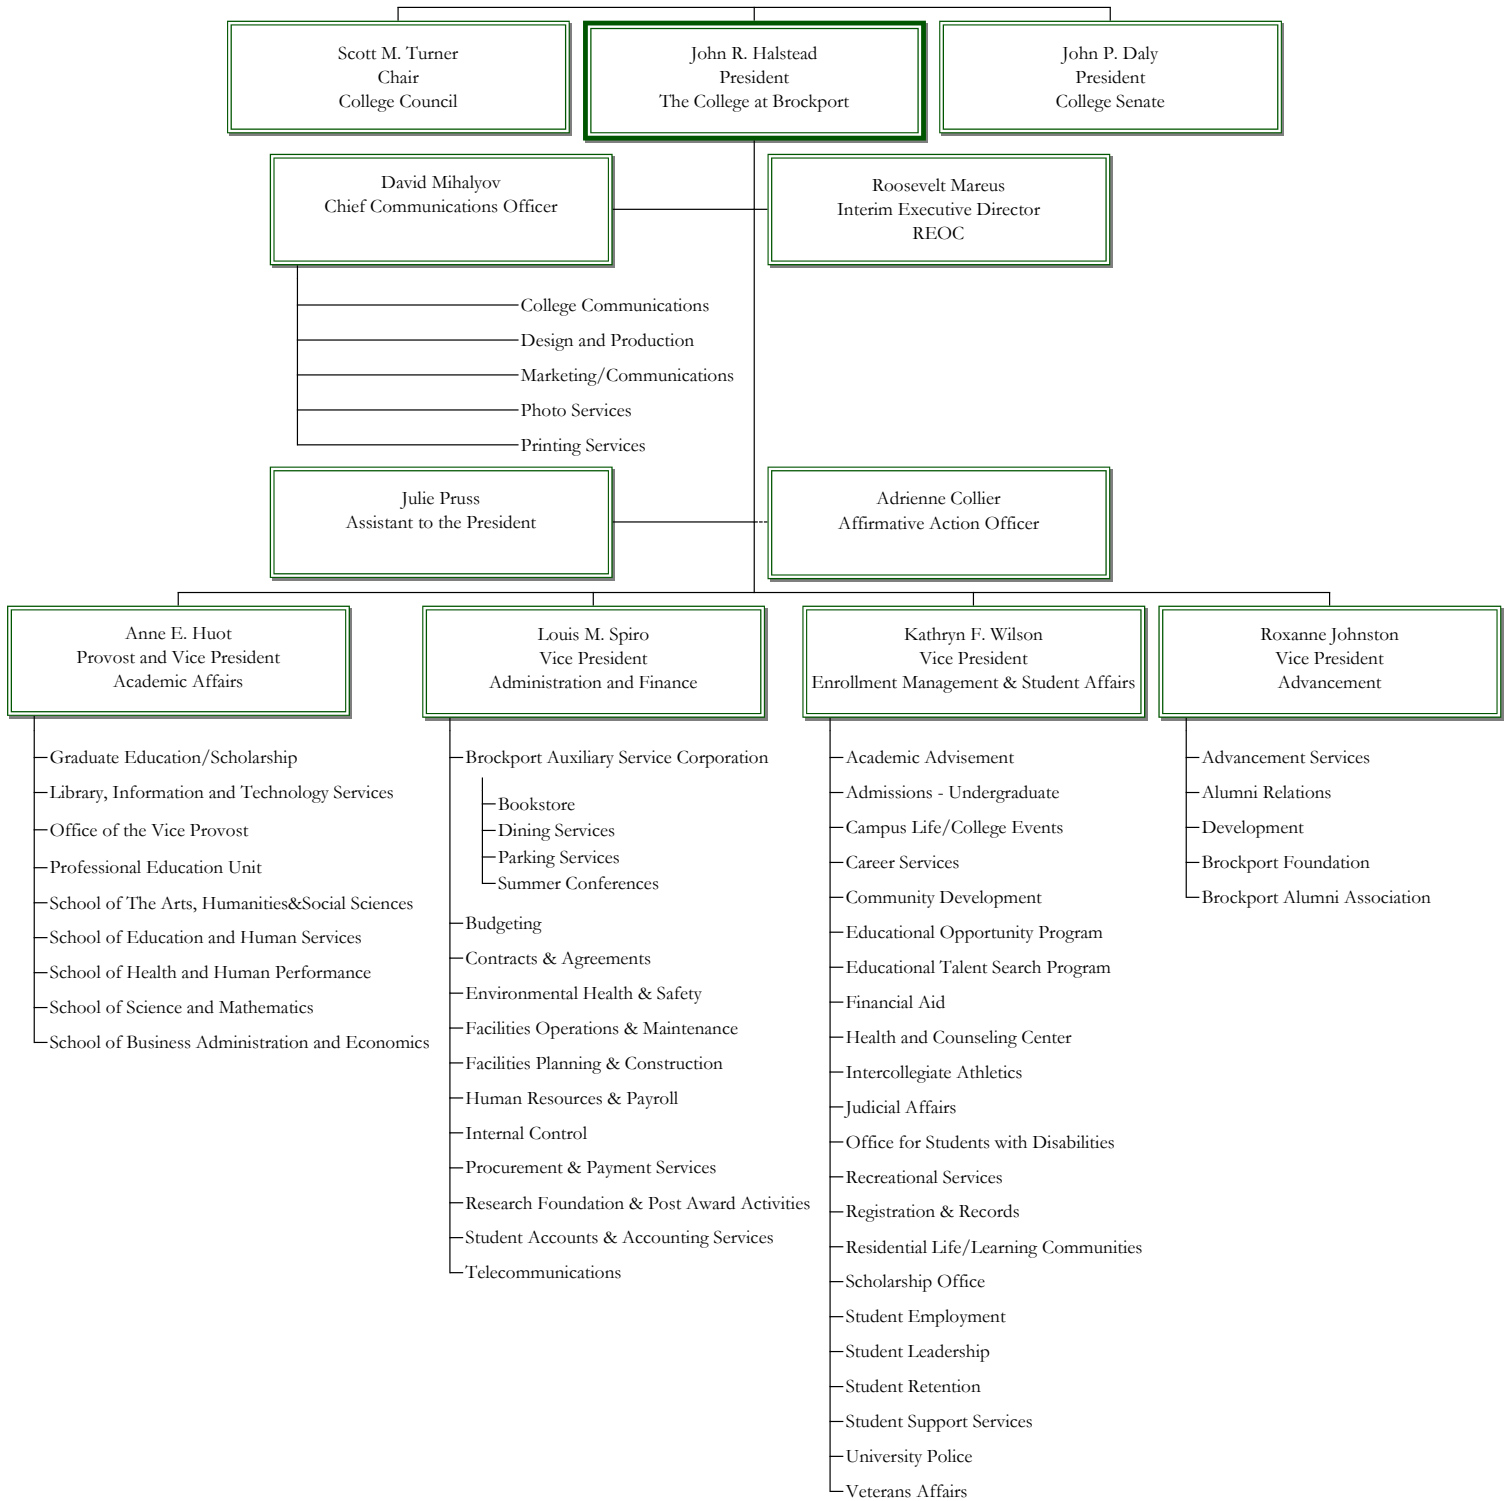 Scott M. Turner
Chair
College Council
John R. Halstead
President
The College at Brockport
John P. Daly
President
College Senate
David Mihalyov
Chief Communications Officer
Roosevelt Mareus
Interim Executive Director
REOC
College Communications
Design and Production
Marketing/Communications
Photo Services
Printing Services
Julie Pruss
Assistant to the President
Adrienne Collier
Affirmative Action Officer
Anne E. Huot
Provost and Vice President
Academic Affairs
Graduate Education/Scholarship
Library, Information and Technology Services
Office of the Vice Provost
Professional Education Unit
School of The Arts, Humanities&Social Sciences
School of Education and Human Services
School of Health and Human Performance
School of Science and Mathematics
School of Business Administration and Economics
Louis M. Spiro
Vice President
Administration and Finance
Brockport Auxiliary Service Corporation
Bookstore
Dining Services
Parking Services
Summer Conferences
Budgeting
Contracts & Agreements
Environmental Health & Safety
Facilities Operations & Maintenance
Facilities Planning & Construction
Human Resources & Payroll
Internal Control
Procurement & Payment Services
Research Foundation & Post Award Activities
Student Accounts & Accounting Services
Telecommunications
Kathryn F. Wilson
Vice President
Enrollment Management & Student Affairs
Academic Advisement
Admissions - Undergraduate
Campus Life/College Events
Career Services
Community Development
Educational Opportunity Program
Educational Talent Search Program
Financial Aid
Health and Counseling Center
Intercollegiate Athletics
Judicial Affairs
Office for Students with Disabilities
Recreational Services
Registration & Records
Residential Life/Learning Communities
Scholarship Office
Student Employment
Student Leadership
Student Retention
Student Support Services
University Police
Veterans Affairs
Roxanne Johnston
Vice President
Advancement
Advancement Services
Alumni Relations
Development
Brockport Foundation
Brockport Alumni Association